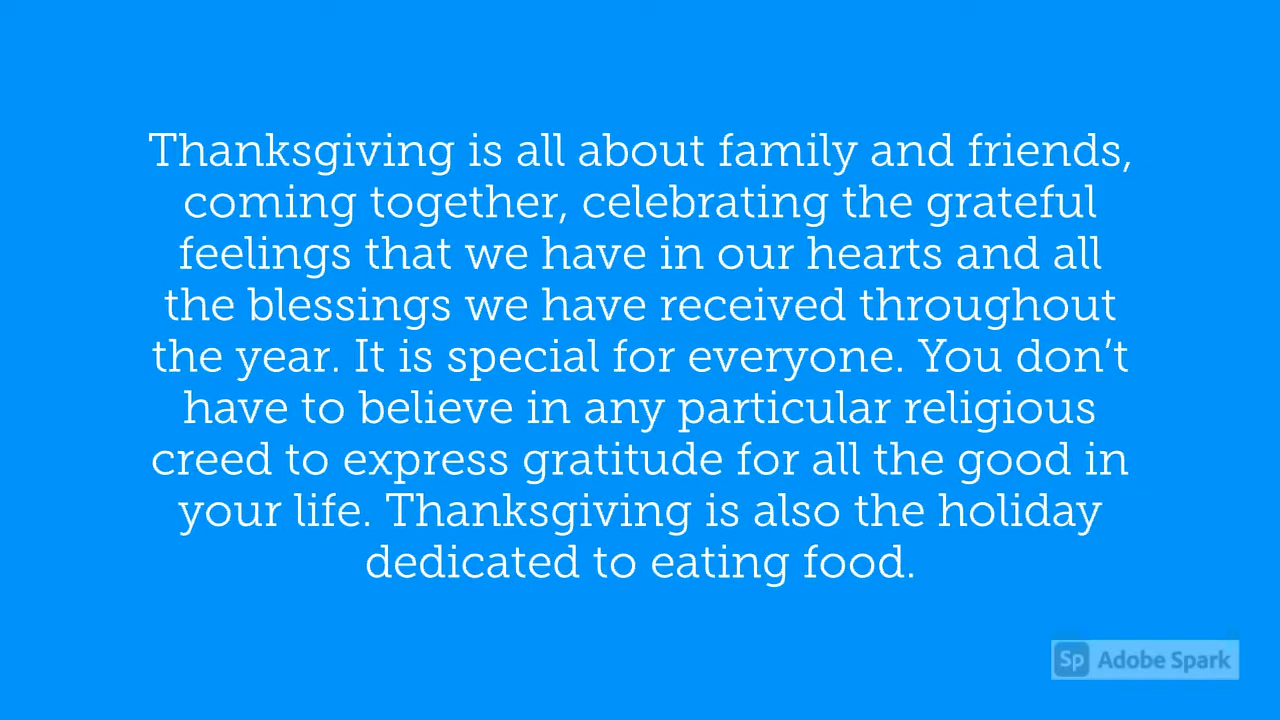 Thanksgiving is all about family and friends,
coming together, celebrating the grateful
feelings that we have in our hearts and all
the blessings we have received throughout
the year. It is special for everyone. You don’t
have to believe in any particular religious
creed to express gratitude for all the good in
your life. Thanksgiving is also the holiday
dedicated to eating food.
Sp Adobe Spark